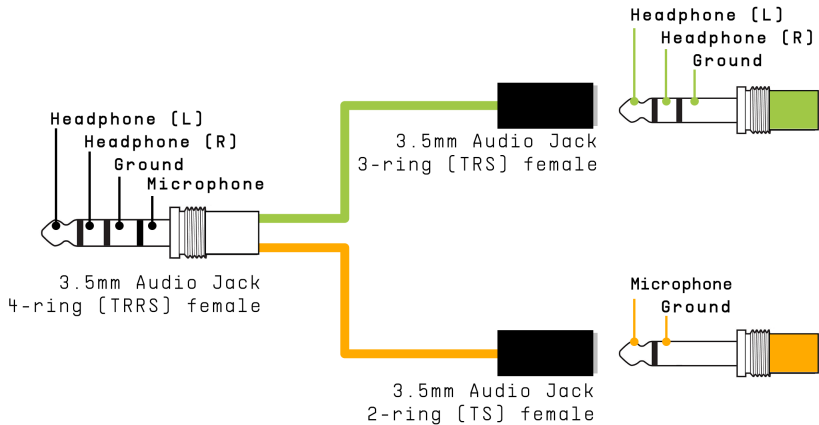 Headphone (L)
Headphone (R)
Ground
Microphone
3.5mm Audio Jack
4-ring (TRRS) female
3.5mm Audio Jack
3-ring (TRS) female
Headphone (L)
Headphone (R)
Ground
3.5mm Audio Jack
2-ring (TS) female
Microphone
Ground